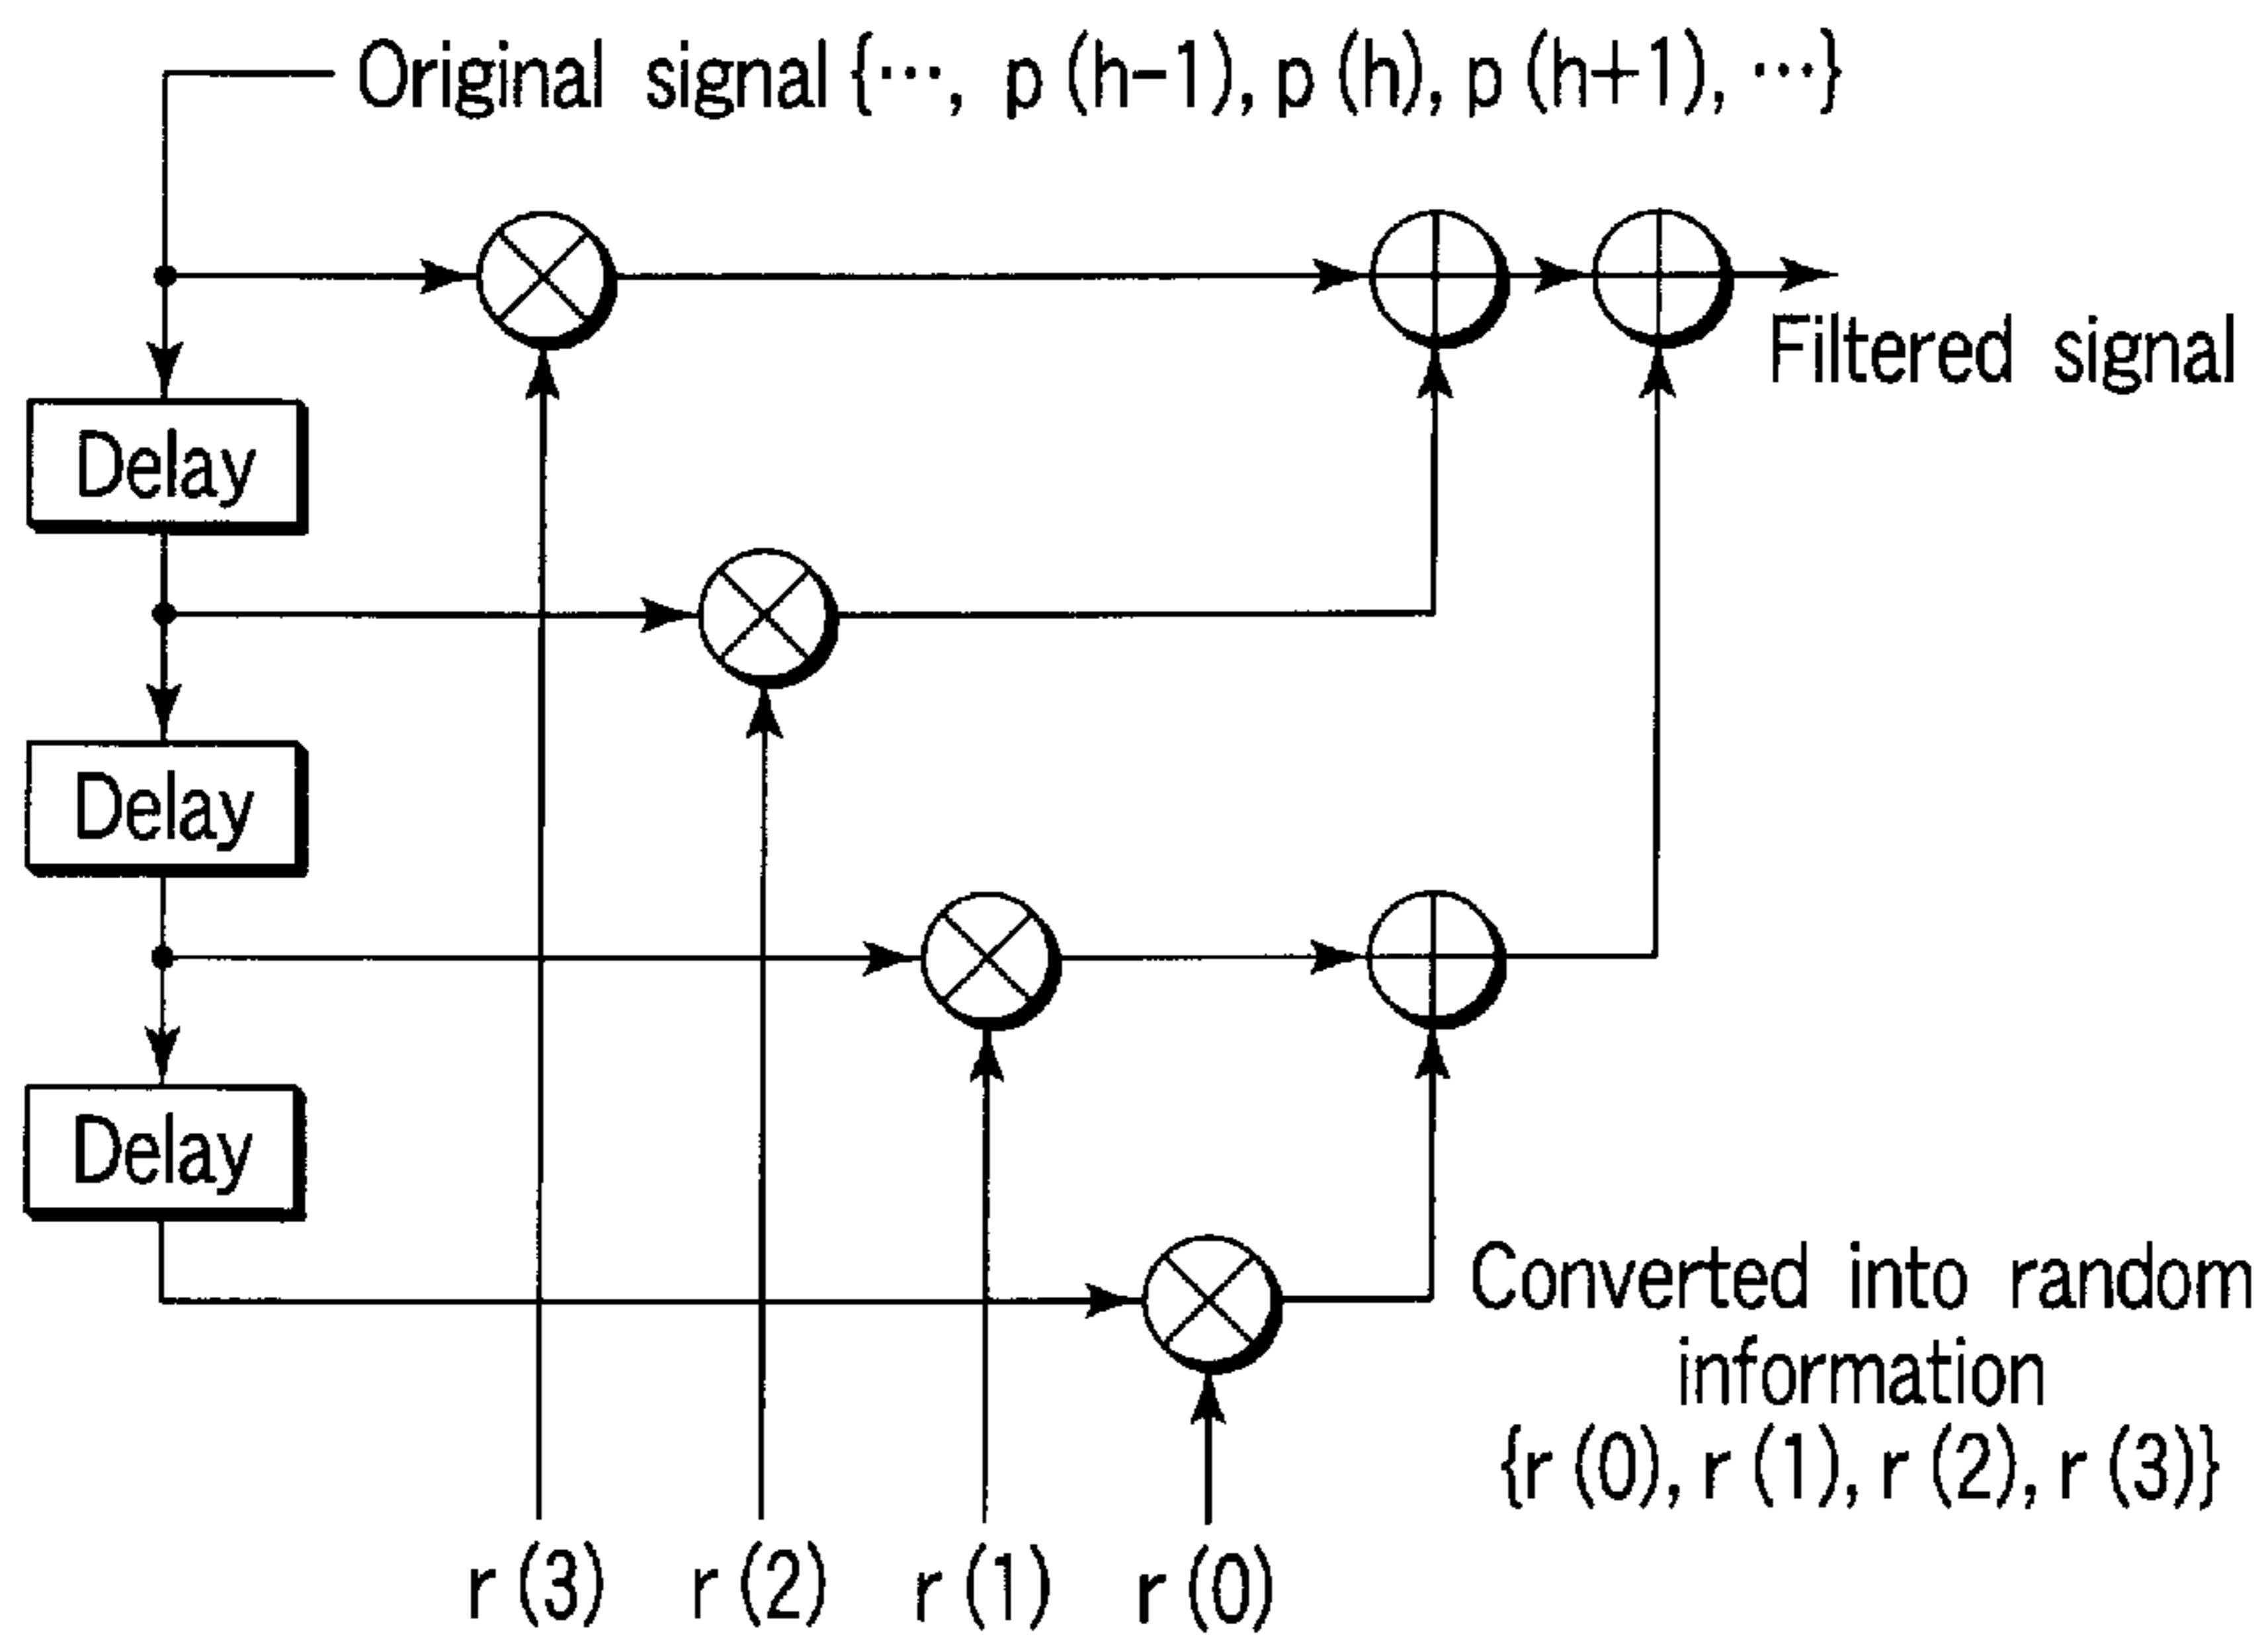 Original signal {⋯, p (h-1), p (h), p (h+1), ⋯}
Filtered signal
Delay
Delay
Delay
Converted into random
information
{r (0), r (1), r (2), r (3)}
r (3) r (2) r (1) r (0)